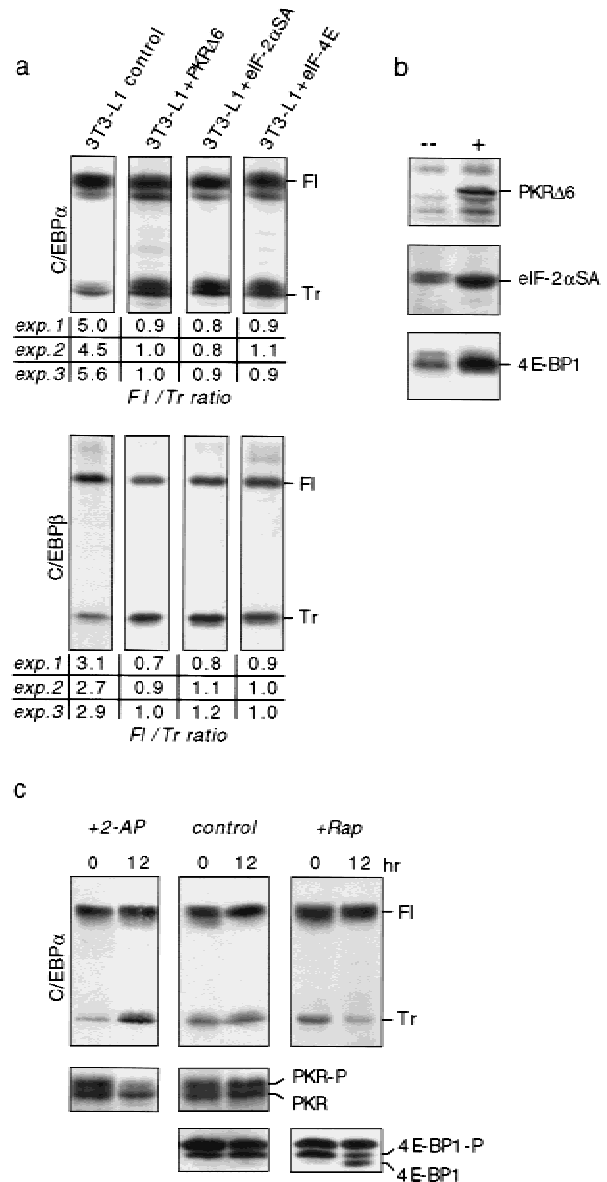 a
3T3-L1 control
3T3-L1+PKRΔ6
3T3-L1+eIF-2αSA
3T3-L1+eIF-4E
C/EBPα
Fl
Tr
exp.1 5.0 0.9 0.8 0.9
exp.2 4.5 1.0 0.8 1.1
exp.3 5.6 1.0 0.9 0.9
Fl/Tr ratio
C/EBPβ
Fl
Tr
exp.1 3.1 0.7 0.8 0.9
exp.2 2.7 0.9 1.1 1.0
exp.3 2.9 1.0 1.2 1.0
Fl/Tr ratio
b
-- +
PKRΔ6
eIF-2αSA
4E-BP1
c
+2-AP control +Rap
0 12 0 12 0 12 hr
C/EBPα
Fl
Tr
PKR-P
PKR
4E-BP1-P
4E-BP1